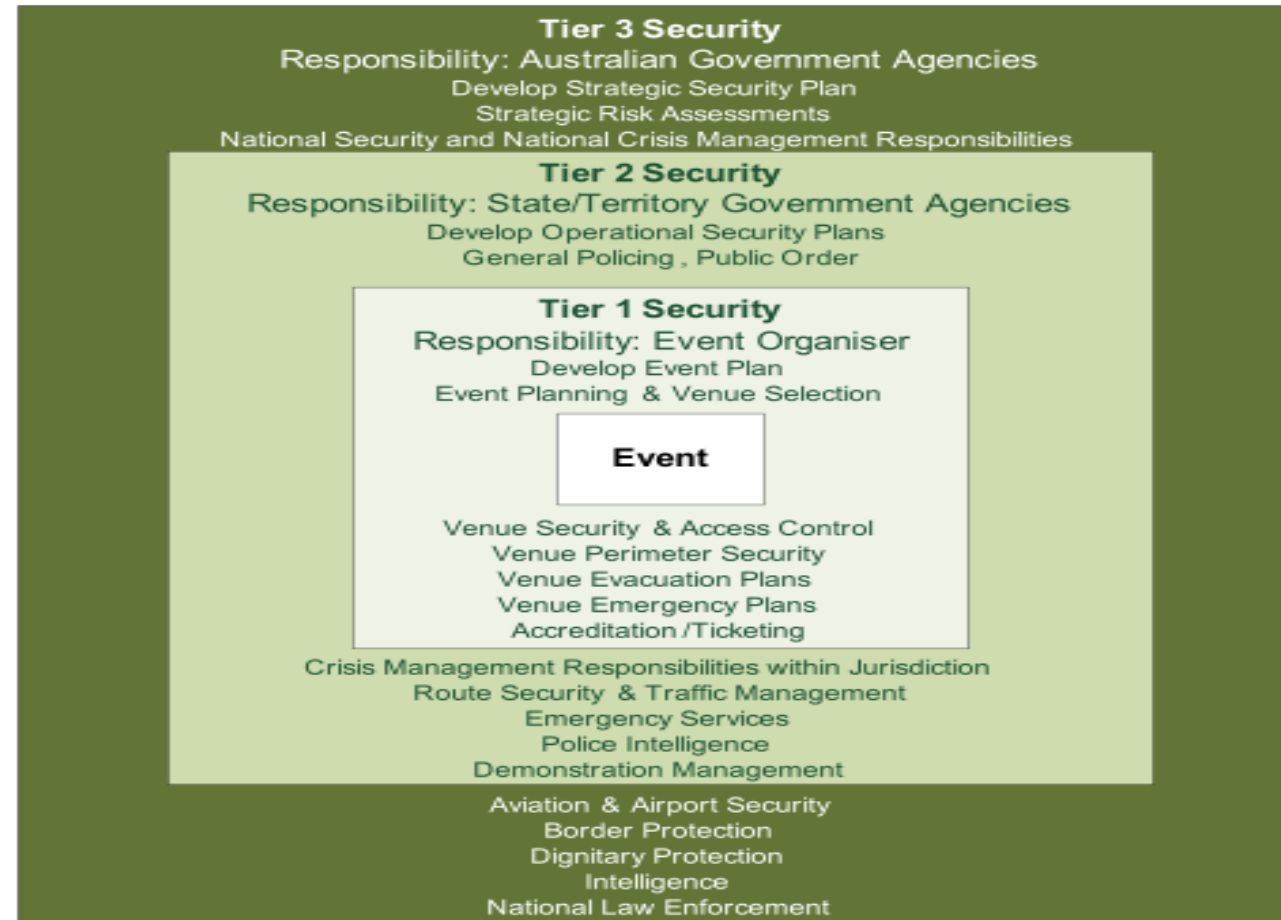 Tier 3 Security
Responsibility: Australian Government Agencies
Develop Strategic Security Plan
Strategic Risk Assessments
National Security and National Crisis Management Responsibilities
Tier 2 Security
Responsibility: State/Territory Government Agencies
Develop Operational Security Plans
General Policing , Public Order
Tier 1 Security
Responsibility: Event Organiser
Develop Event Plan
Event Planning & Venue Selection
Event
Venue Security & Access Control
Venue Perimeter Security
Venue Evacuation Plans
Venue Emergency Plans
Accreditation /Ticketing
Crisis Management Responsibilities within Jurisdiction
Route Security & Traffic Management
Emergency Services
Police Intelligence
Demonstration Management
Aviation & Airport Security
Border Protection
Dignitary Protection
Intelligence
National Law Enforcement